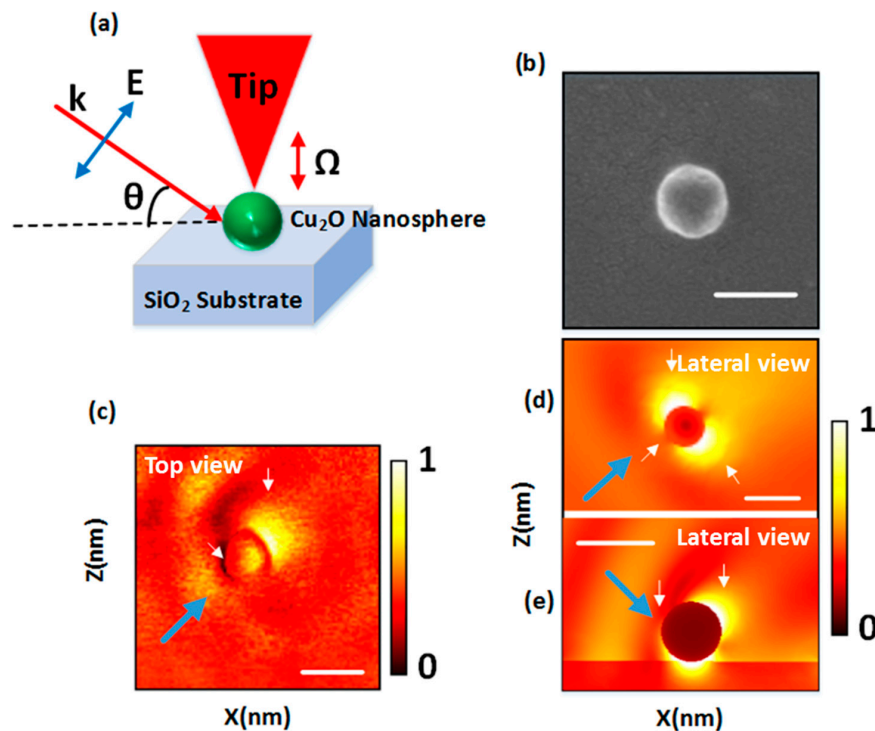 (a)
Tip
E
k
Ω
θ
Cu₂O Nanosphere
SiO₂ Substrate
(b)
(c)
Top view
1
0
Z(nm)
X(nm)
(d)
Lateral view
1
Z(nm)
Lateral view
(e)
0
X(nm)